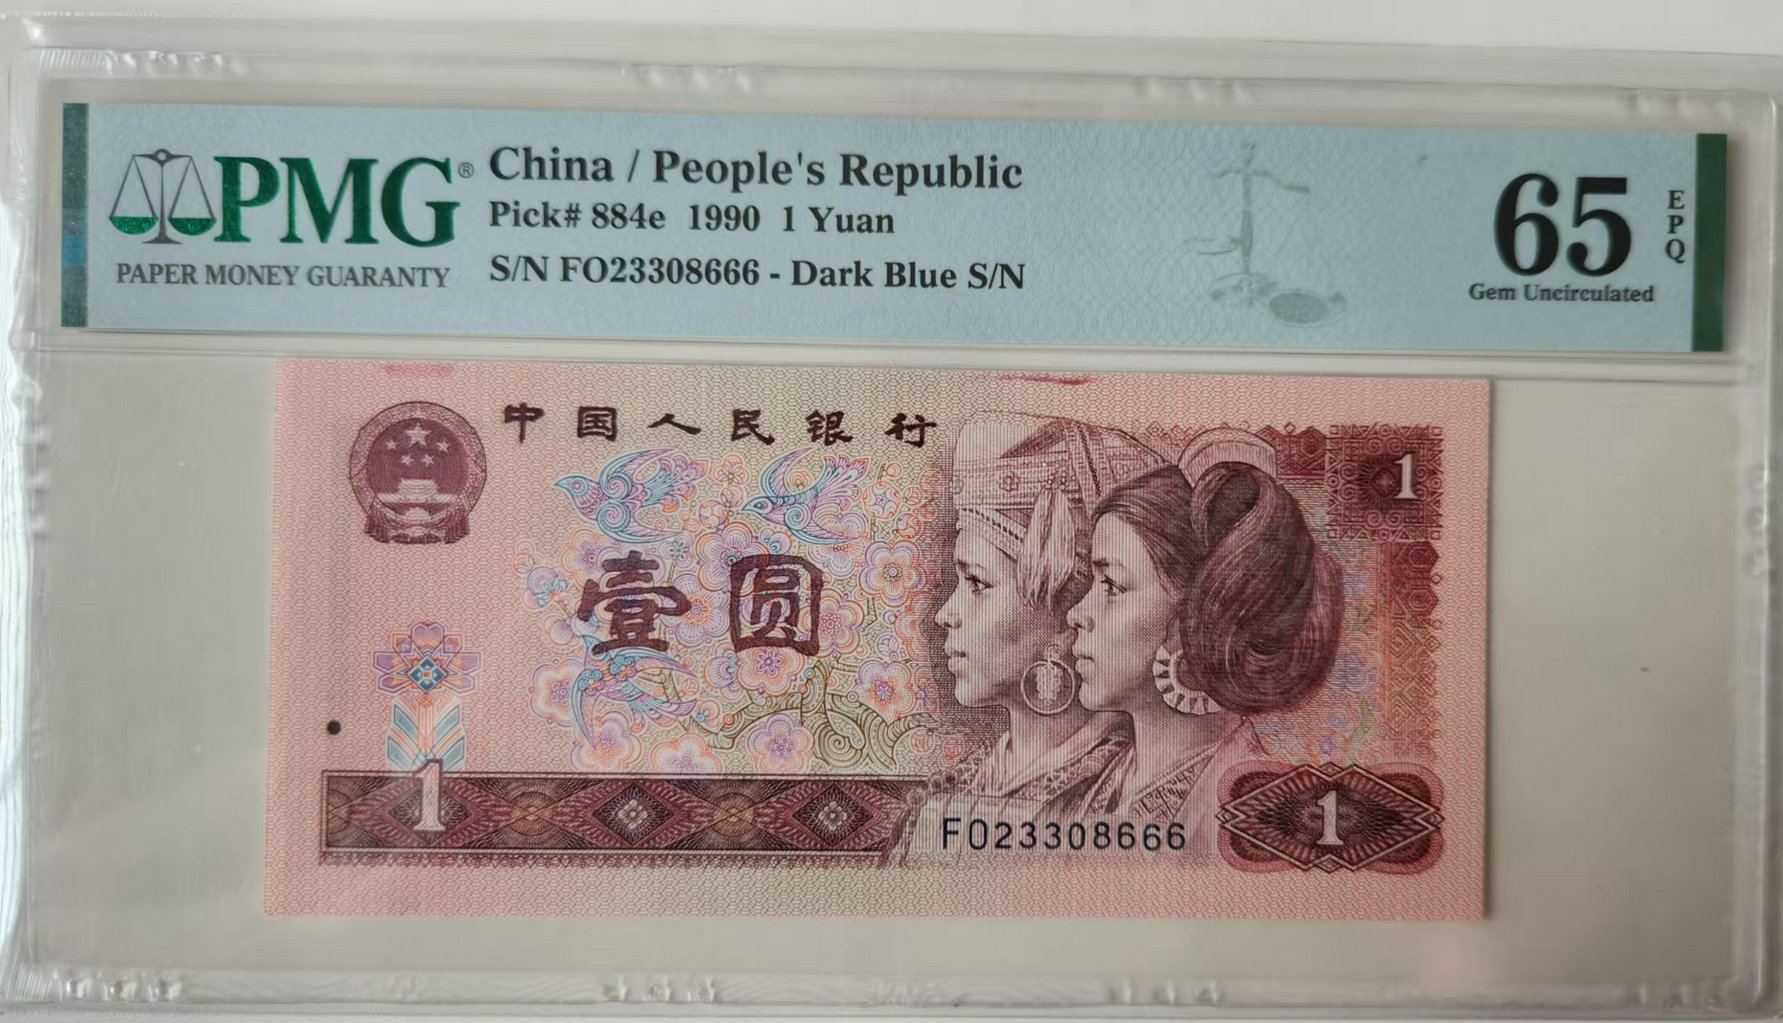 PMG®
PAPER MONEY GUARANTY
China / People's Republic
Pick# 884e 1990 1 Yuan
S/N FO23308666 - Dark Blue S/N
65
EPQ
Gem Uncirculated
中国人民银行
1
壹圆
1
FO23308666
1